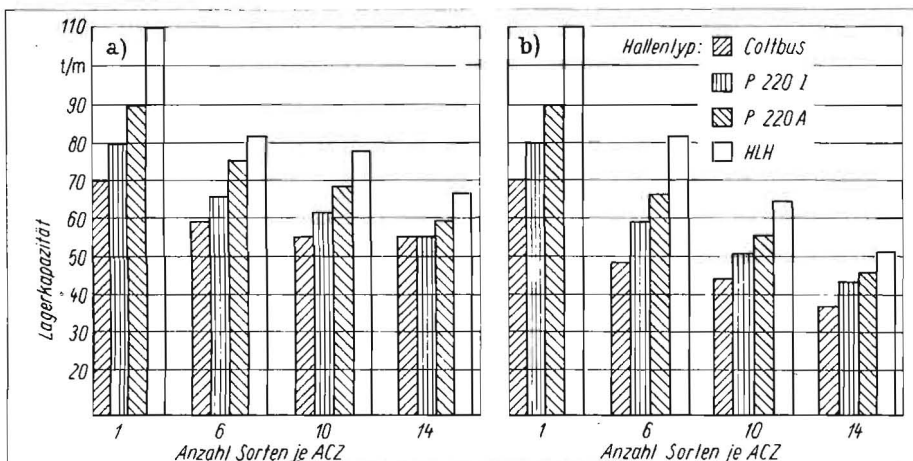 a)
Lagerkapazität
110
t/m
90
80
70
60
50
40
30
20
1 6 10 14
Anzahl Sorten je ACZ
b)
Hallentyp:
Cottbus
P 220 I
P 220 A
HLH
1 6 10 14
Anzahl Sorten je ACZ